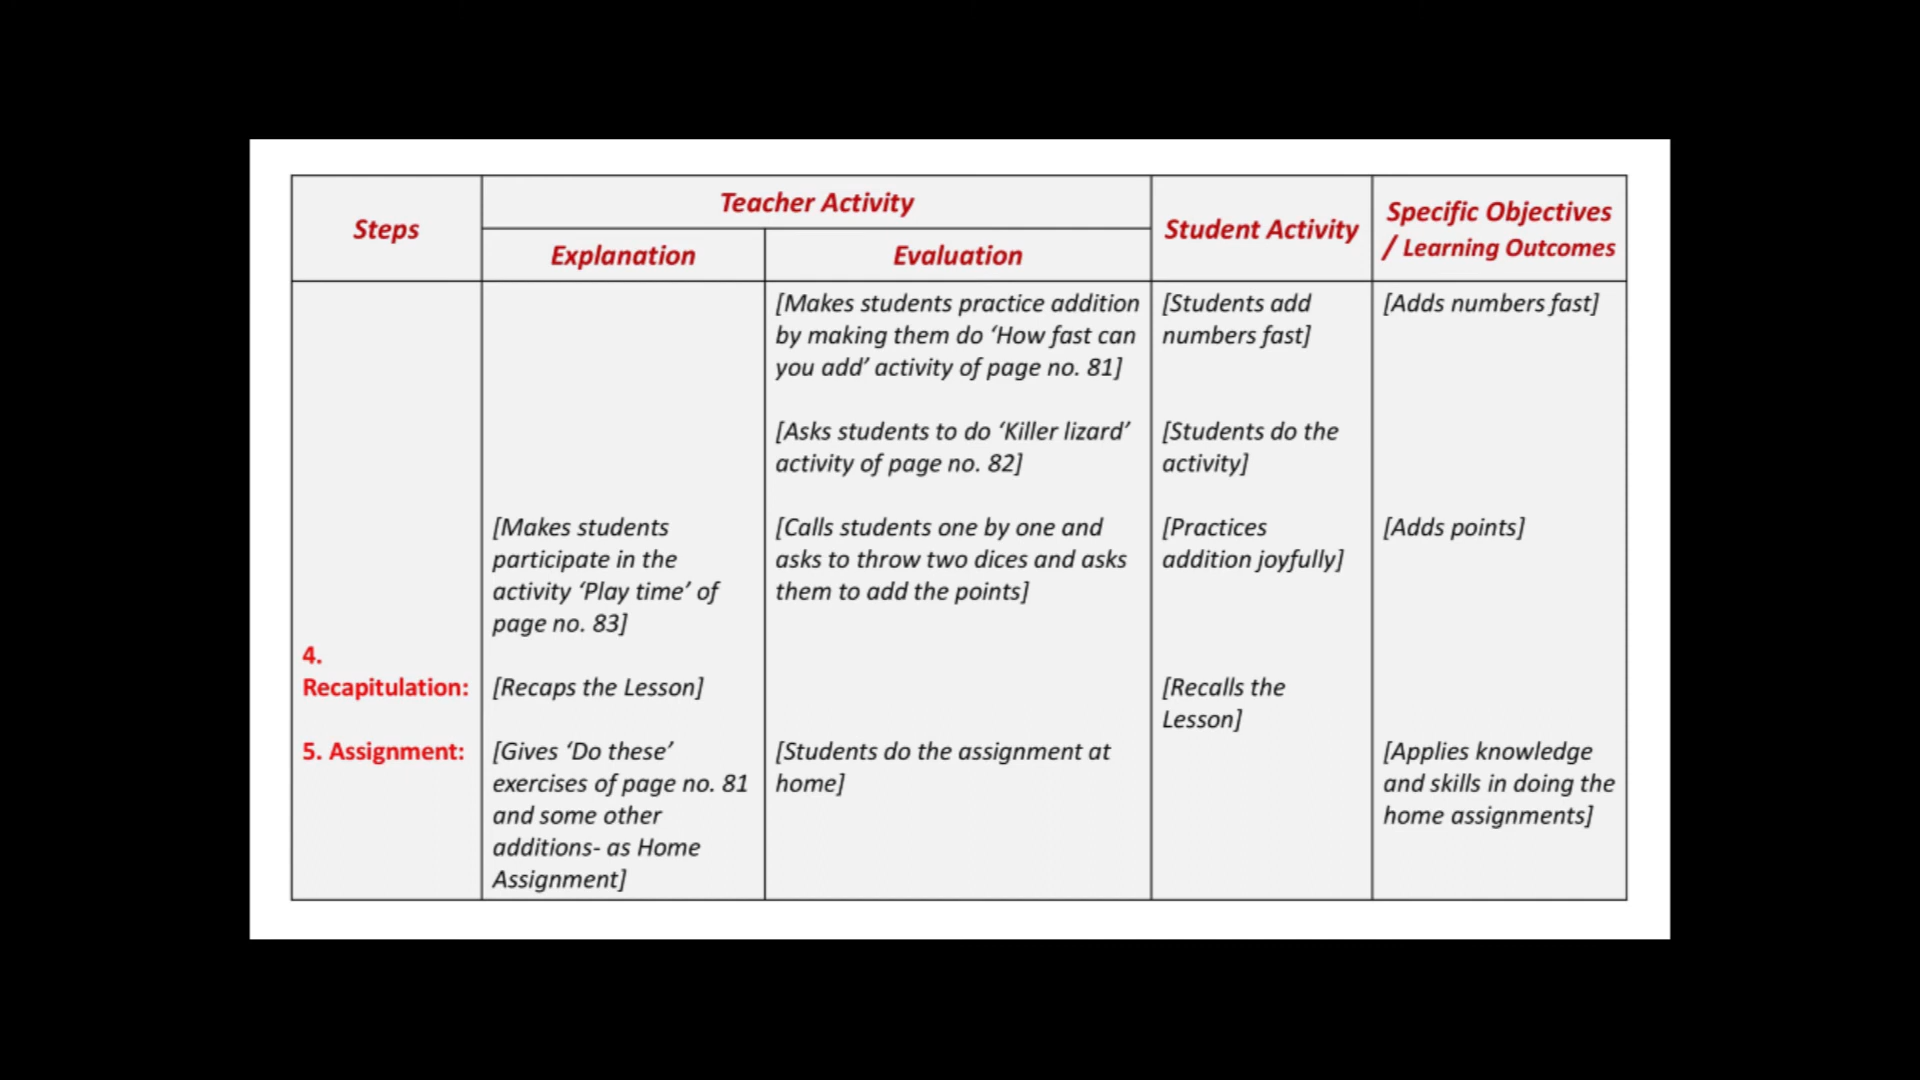 Steps
Teacher Activity
Student Activity
Specific Objectives
/ Learning Outcomes
Explanation
Evaluation
[Makes students practice addition
by making them do ‘How fast can
you add’ activity of page no. 81]
[Students add
numbers fast]
[Adds numbers fast]
[Asks students to do ‘Killer lizard’
activity of page no. 82]
[Students do the
activity]
[Makes students
participate in the
activity ‘Play time’ of
page no. 83]
[Calls students one by one and
asks to throw two dices and asks
them to add the points]
[Practices
addition joyfully]
[Adds points]
4.
Recapitulation:
[Recaps the Lesson]
[Recalls the
Lesson]
5. Assignment:
[Gives ‘Do these’
exercises of page no. 81
and some other
additions- as Home
Assignment]
[Students do the assignment at
home]
[Applies knowledge
and skills in doing the
home assignments]